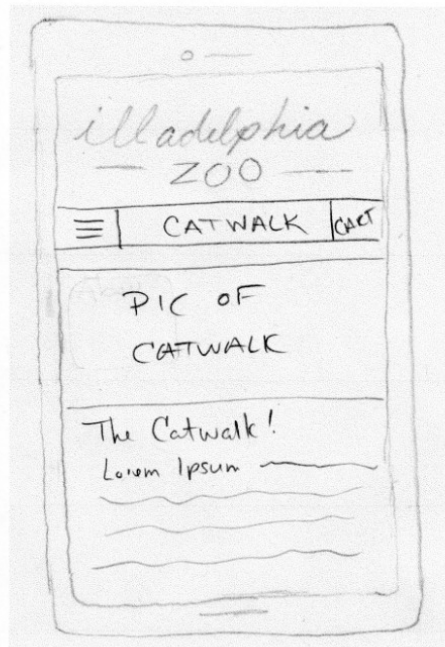 illadelphia
ZOO
CATWALK CART
PIC OF
CATWALK
The Catwalk!
Lorem Ipsum